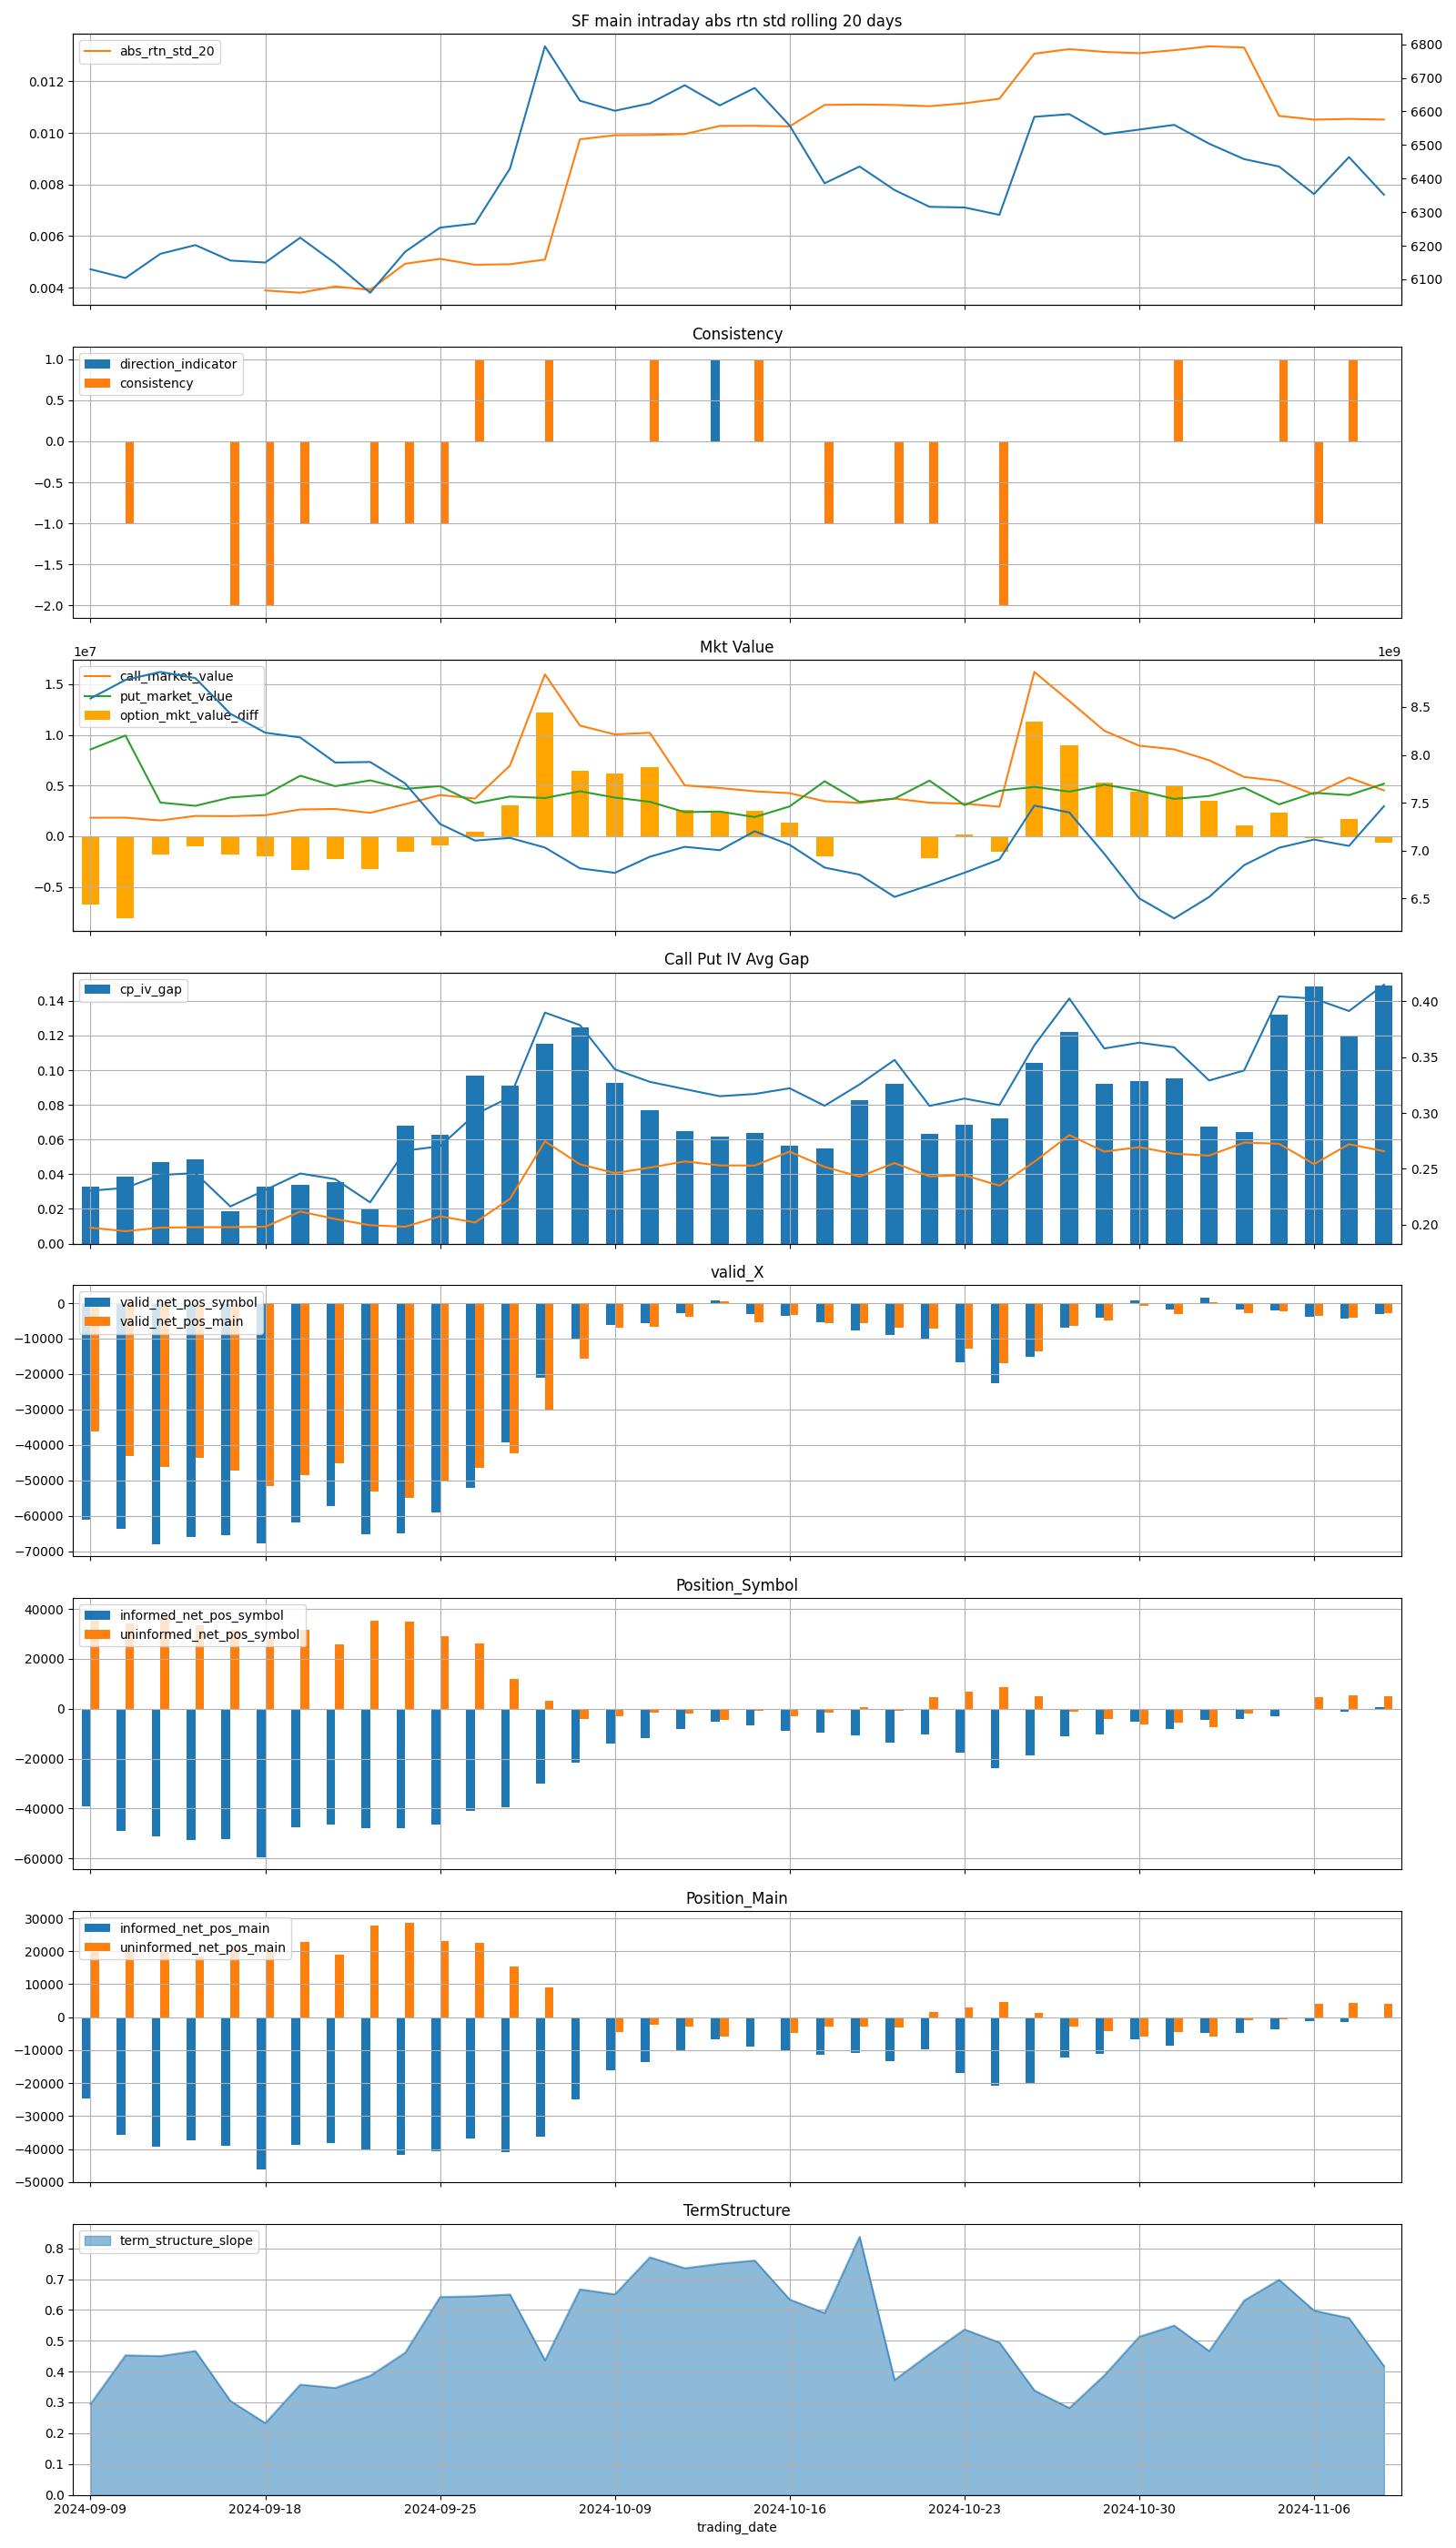 SF main intraday abs rtn std rolling 20 days
abs_rtn_std_20
0.012
0.010
0.008
0.006
0.004
6800
6700
6600
6500
6400
6300
6200
6100
Consistency
direction_indicator
consistency
1.0
0.5
0.0
−0.5
−1.0
−1.5
−2.0
Mkt Value
1e7
1e9
call_market_value
put_market_value
option_mkt_value_diff
1.5
1.0
0.5
0.0
−0.5
8.5
8.0
7.5
7.0
6.5
Call Put IV Avg Gap
cp_iv_gap
0.14
0.12
0.10
0.08
0.06
0.04
0.02
0.00
0.40
0.35
0.30
0.25
0.20
valid_X
valid_net_pos_symbol
valid_net_pos_main
0
−10000
−20000
−30000
−40000
−50000
−60000
−70000
Position_Symbol
informed_net_pos_symbol
uninformed_net_pos_symbol
40000
20000
0
−20000
−40000
−60000
Position_Main
informed_net_pos_main
uninformed_net_pos_main
30000
20000
10000
0
−10000
−20000
−30000
−40000
−50000
TermStructure
term_structure_slope
0.8
0.7
0.6
0.5
0.4
0.3
0.2
0.1
0.0
2024-09-09 2024-09-18 2024-09-25 2024-10-09 2024-10-16 2024-10-23 2024-10-30 2024-11-06
trading_date